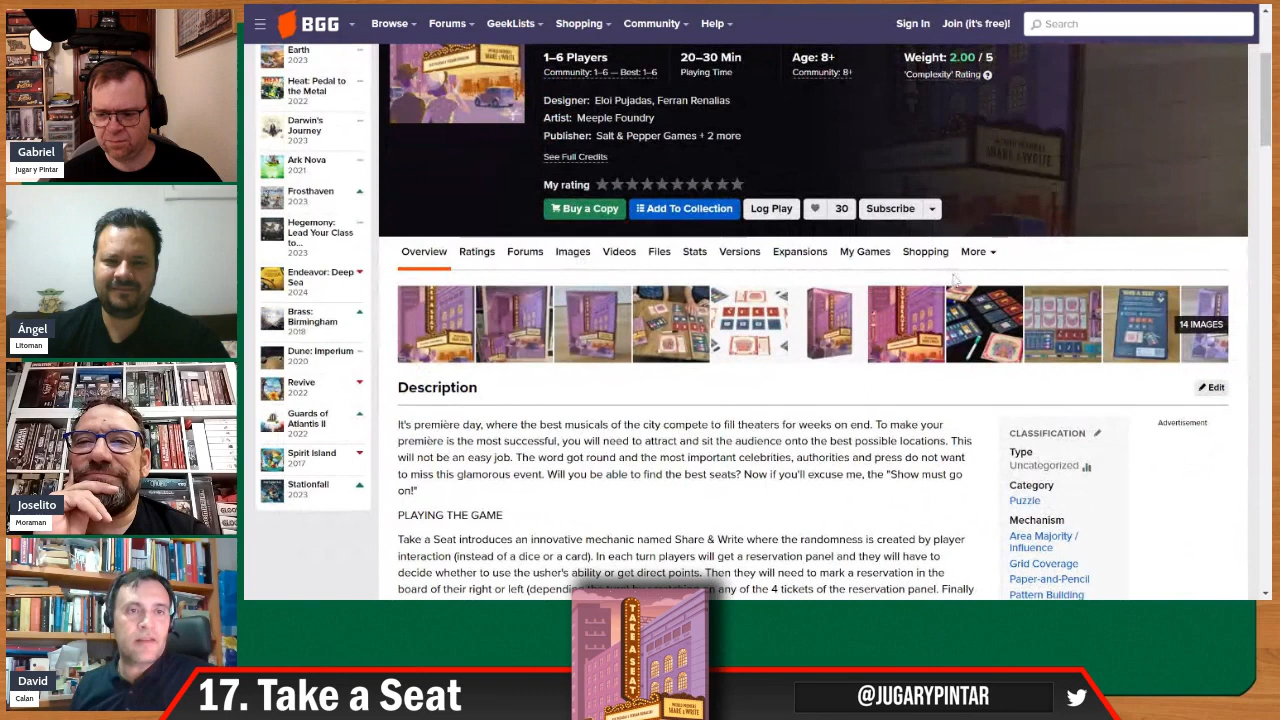 BGG
Browse
Forums
GeekLists
Shopping
Community
Help
Sign In
Join (it's free)!
Search
Gabriel
Jugar y Pintar
Ángel
Litoman
Joselito
Moraman
David
Calan
Earth
2023
Heat: Pedal to
the Metal
2022
Darwin's
Journey
2023
Ark Nova
2021
Frosthaven
2023
Hegemony:
Lead Your Class
to...
2023
Endeavor: Deep
Sea
2024
Brass:
Birmingham
2018
Dune: Imperium
2020
Revive
2022
Guards of
Atlantis II
2022
Spirit Island
2017
Stationfall
2023
1–6 Players
Community: 1–6 — Best: 1–6
20–30 Min
Playing Time
Age: 8+
Community: 8+
Weight: 2.00 / 5
'Complexity' Rating
Designer: Eloi Pujadas, Ferran Renalias
Artist: Meeple Foundry
Publisher: Salt & Pepper Games + 2 more
See Full Credits
My rating
Buy a Copy
Add To Collection
Log Play
30
Subscribe
Overview
Ratings
Forums
Images
Videos
Files
Stats
Versions
Expansions
My Games
Shopping
More
14 IMAGES
Description
Edit
It's première day, where the best musicals of the city compete to fill theaters for weeks on end. To make your
première is the most successful, you will need to attract and sit the audience onto the best possible locations. This
will not be an easy job. The word got round and the most important celebrities, authorities and press do not want
to miss this glamorous event. Will you be able to find the best seats? Now if you'll excuse me, the "Show must go
on!"
PLAYING THE GAME
Take a Seat introduces an innovative mechanic named Share & Write where the randomness is created by player
interaction (instead of a dice or a card). In each turn players will get a reservation panel and they will have to
decide whether to use the usher's ability or get direct points. Then they will need to mark a reservation in the
board of their right or left (depending any of the 4 tickets of the reservation panel. Finally
CLASSIFICATION
Type
Uncategorized
Category
Puzzle
Mechanism
Area Majority /
Influence
Grid Coverage
Paper-and-Pencil
Pattern Building
Advertisement
TAKE A SEAT
17. Take a Seat
@JUGARYPINTAR